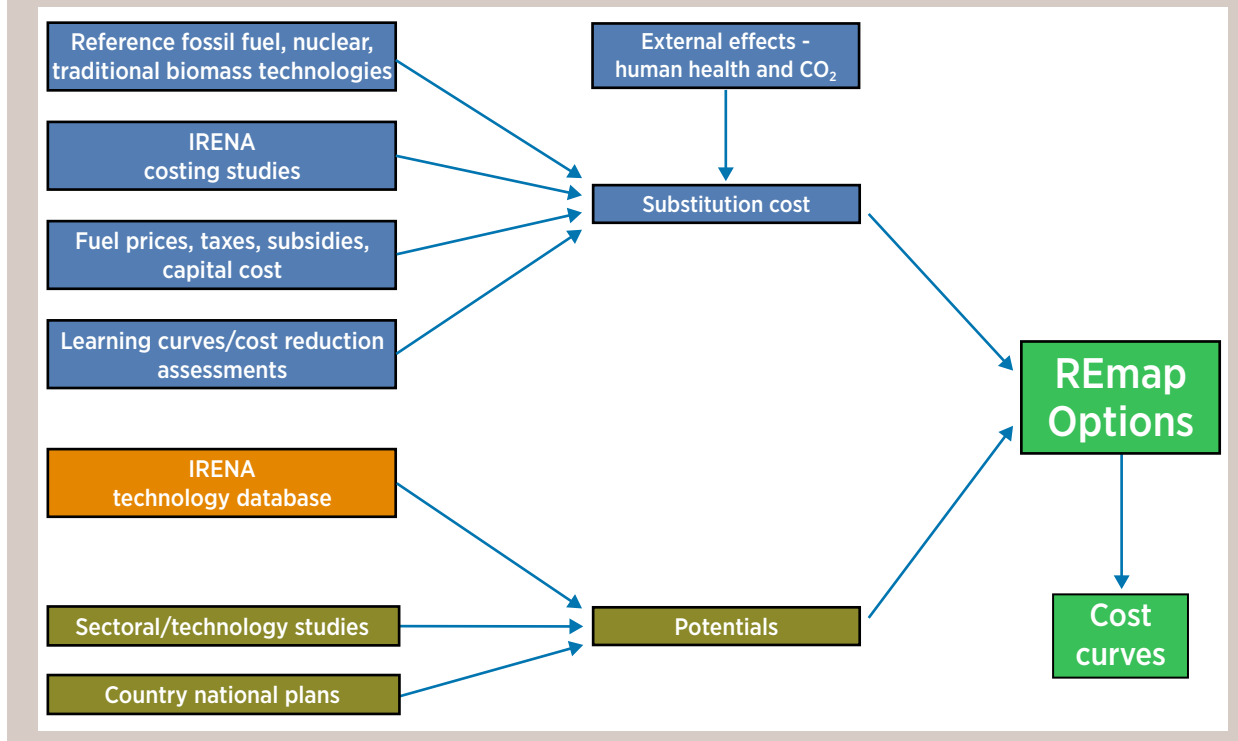 Reference fossil fuel, nuclear,
traditional biomass technologies
External effects -
human health and CO₂
IRENA
costing studies
Substitution cost
Fuel prices, taxes, subsidies,
capital cost
Learning curves/cost reduction
assessments
REmap
Options
IRENA
technology database
Sectoral/technology studies
Potentials
Cost
curves
Country national plans